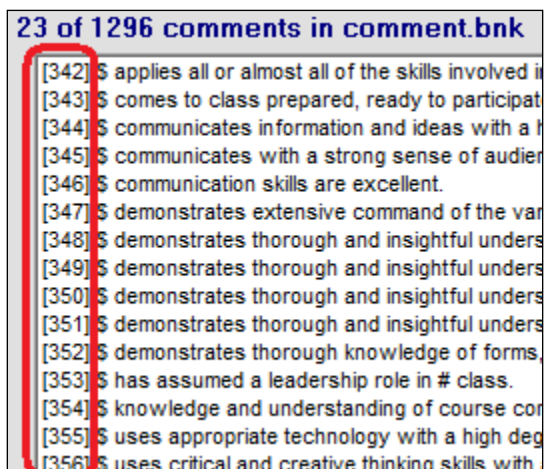 23 of 1296 comments in comment.bnk
[342] $ applies all or almost all of the skills involved
[343] $ comes to class prepared, ready to participat
[344] $ communicates information and ideas with a
[345] $ communicates with a strong sense of audien
[346] $ communication skills are excellent.
[347] $ demonstrates extensive command of the var
[348] $ demonstrates thorough and insightful unders
[349] $ demonstrates thorough and insightful unders
[350] $ demonstrates thorough and insightful unders
[351] $ demonstrates thorough and insightful unders
[352] $ demonstrates thorough knowledge of forms,
[353] $ has assumed a leadership role in # class.
[354] $ knowledge and understanding of course cor
[355] $ uses appropriate technology with a high deg
[356] $ uses critical and creative thinking skills with